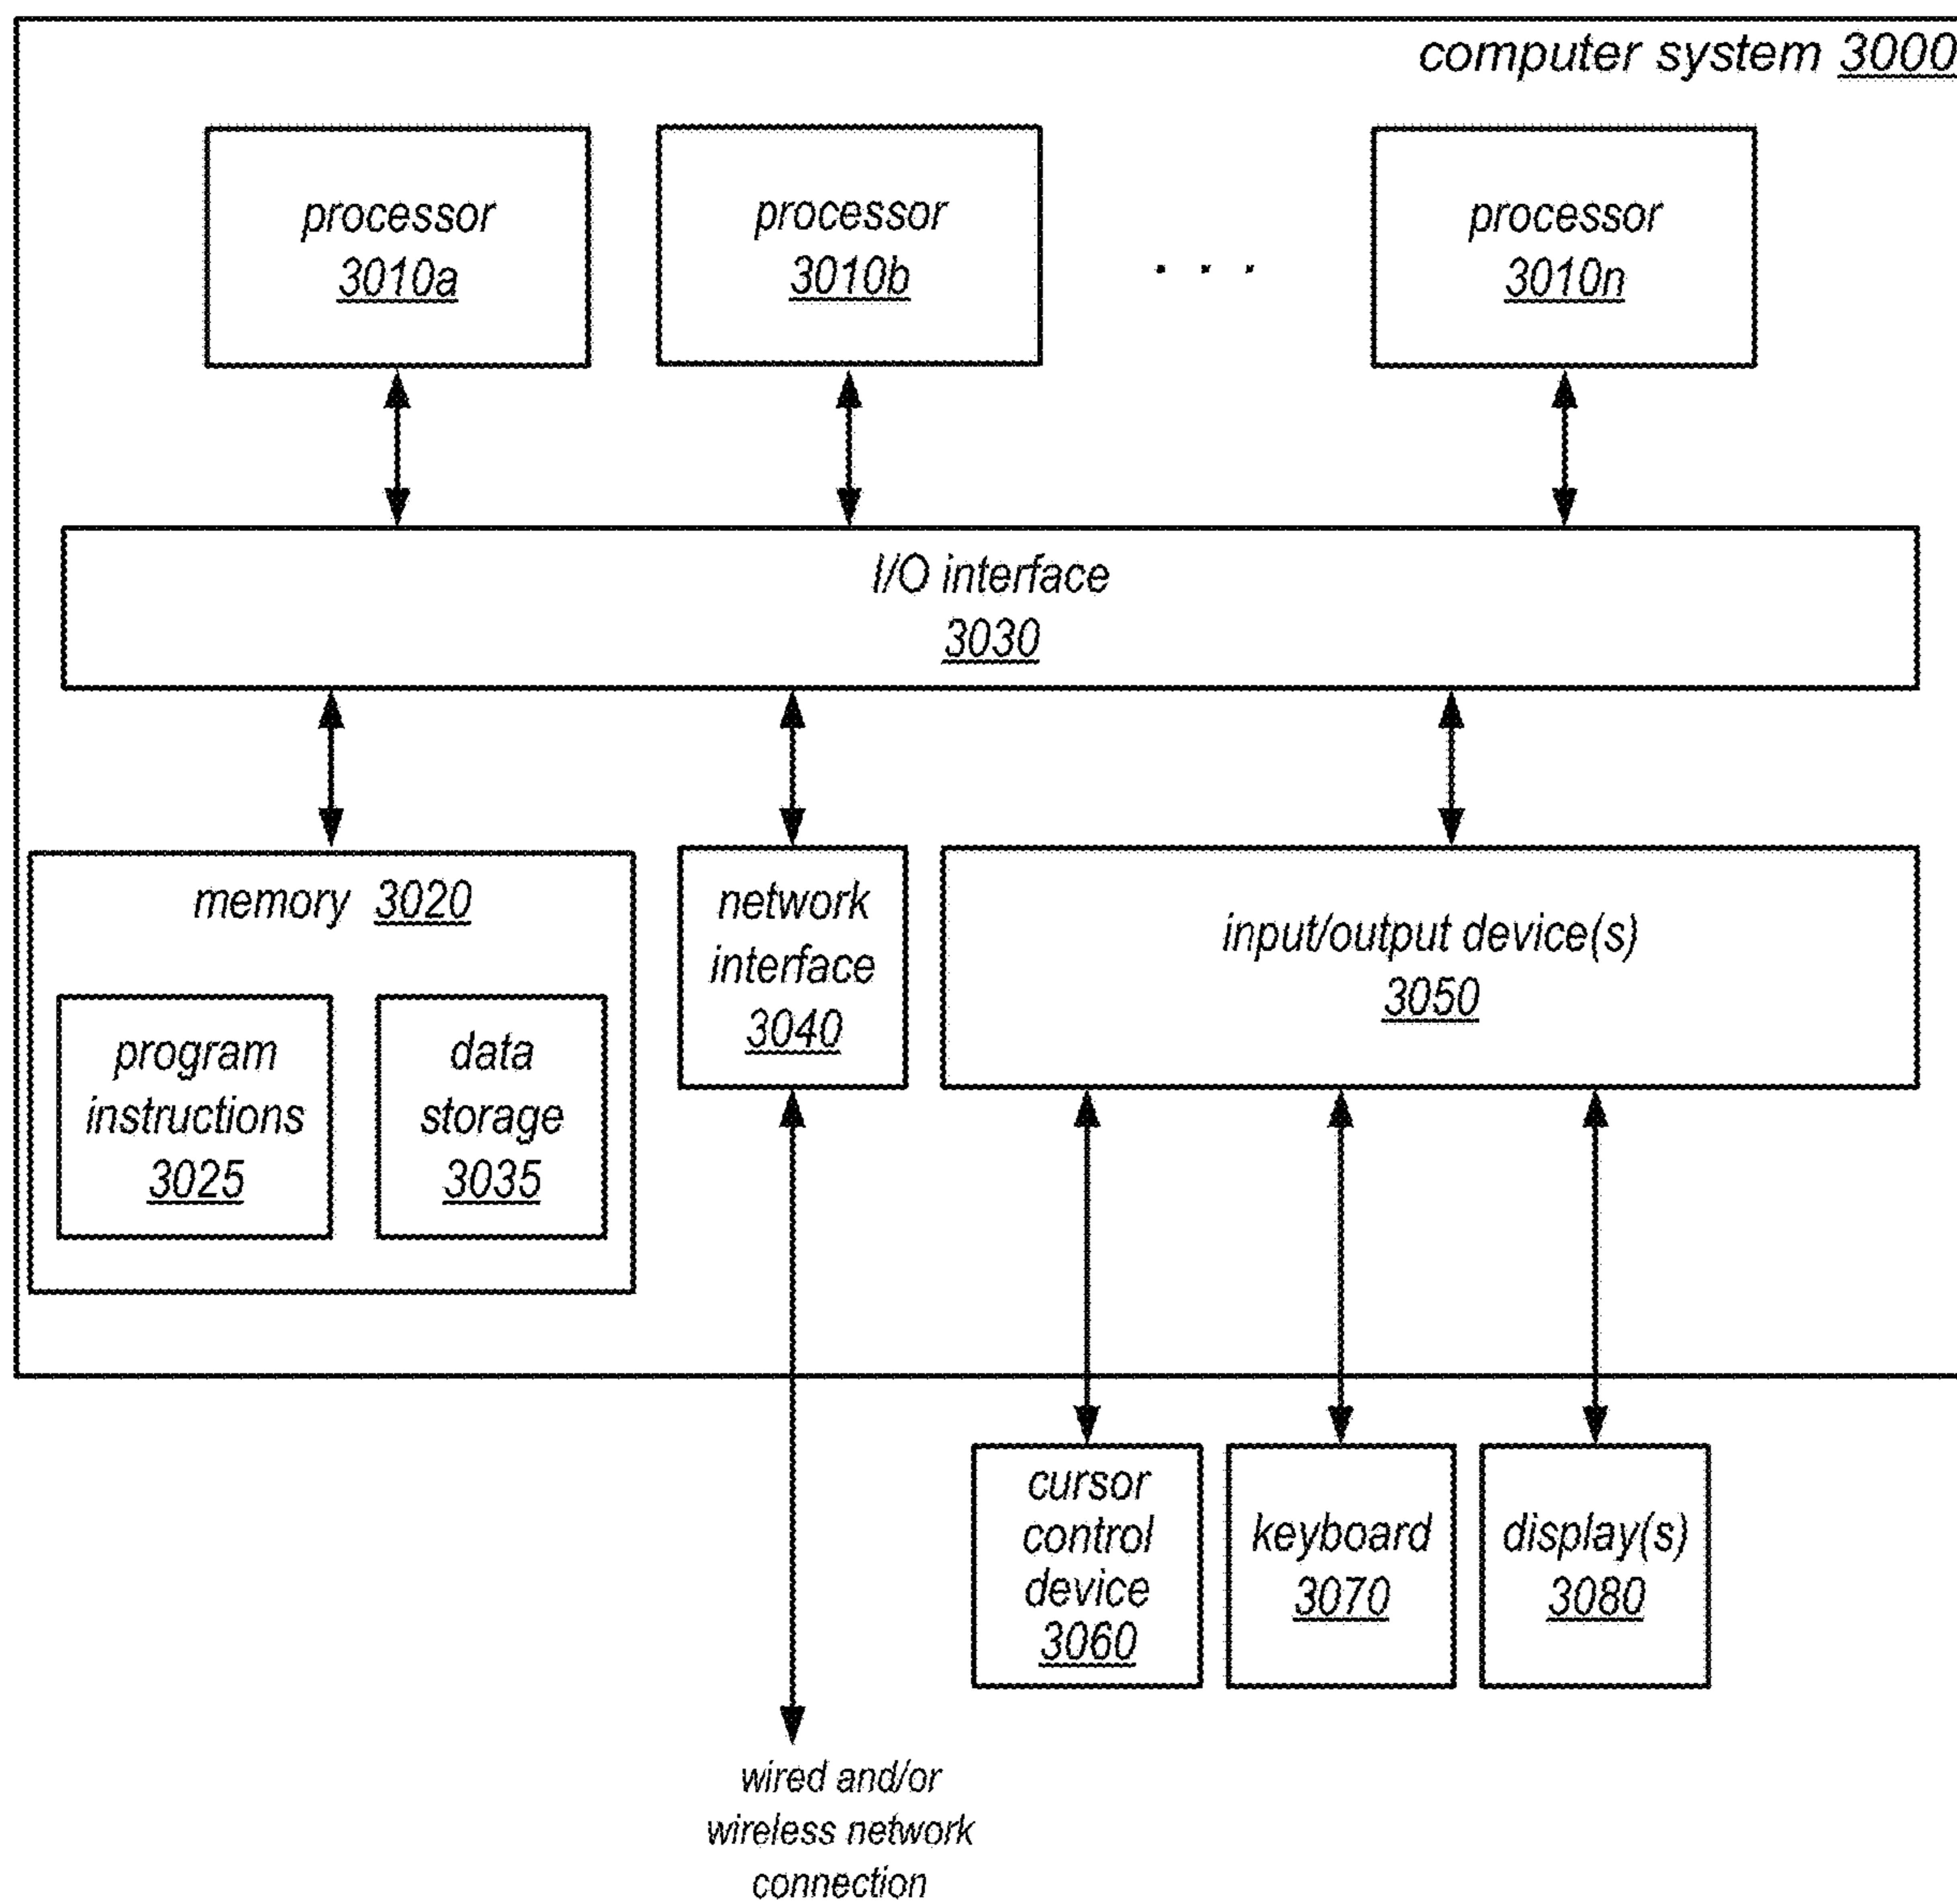 computer system 3000
processor
3010a
processor
3010b
. . .
processor
3010n
I/O interface
3030
memory 3020
program
instructions
3025
data
storage
3035
network
interface
3040
input/output device(s)
3050
cursor
control
device
3060
keyboard
3070
display(s)
3080
wired and/or
wireless network
connection